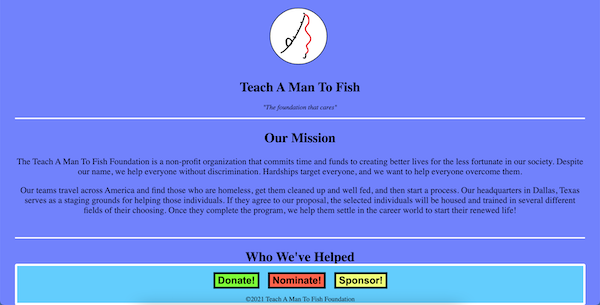 Teach A Man To Fish
"The foundation that cares"
Our Mission
The Teach A Man To Fish Foundation is a non-profit organization that commits time and funds to creating better lives for the less fortunate in our society. Despite
our name, we help everyone without discrimination. Hardships target everyone, and we want to help everyone overcome them.
Our teams travel across America and find those who are homeless, get them cleaned up and well fed, and then start a process. Our headquarters in Dallas, Texas
serves as a staging grounds for helping those individuals. If they agree to our proposal, the selected individuals will be housed and trained in several different
fields of their choosing. Once they complete the program, we help them settle in the career world to start their renewed life!
Who We've Helped
Donate! Nominate! Sponsor!
©2021 Teach A Man To Fish Foundation